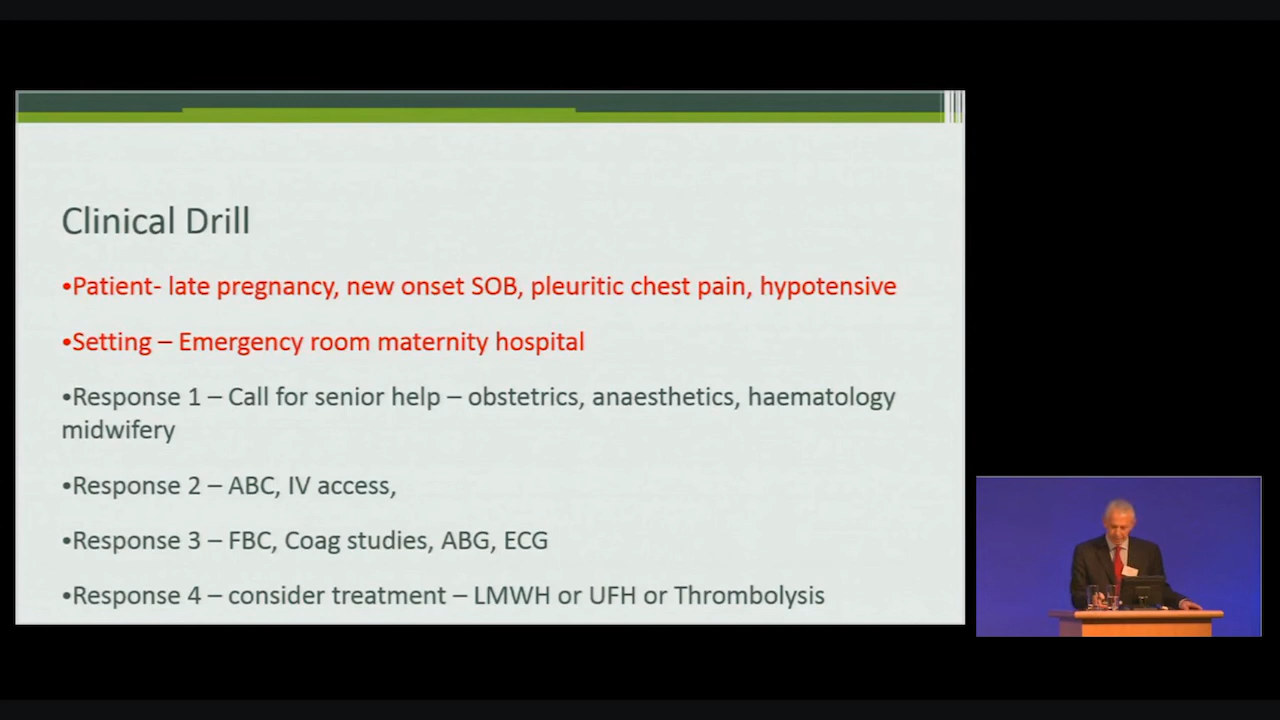 Clinical Drill
•Patient- late pregnancy, new onset SOB, pleuritic chest pain, hypotensive
•Setting – Emergency room maternity hospital
•Response 1 – Call for senior help – obstetrics, anaesthetics, haematology
midwifery
•Response 2 – ABC, IV access,
•Response 3 – FBC, Coag studies, ABG, ECG
•Response 4 – consider treatment – LMWH or UFH or Thrombolysis